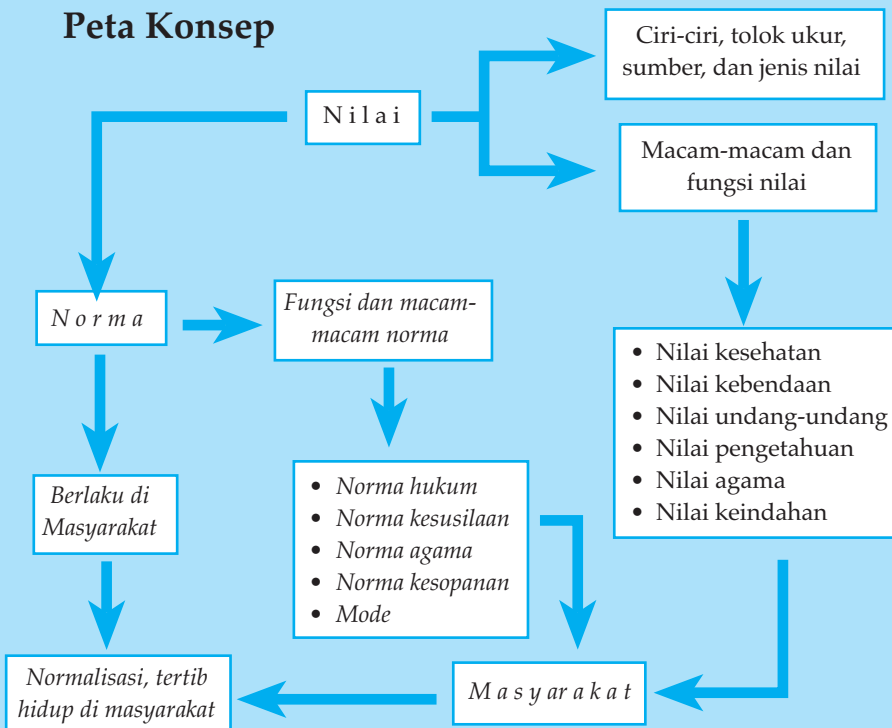 Peta Konsep
Ciri-ciri, tolok ukur,
sumber, dan jenis nilai
N i l a i
Macam-macam dan
fungsi nilai
N o r m a
Fungsi dan macam-
macam norma
• Nilai kesehatan
• Nilai kebendaan
• Nilai undang-undang
• Nilai pengetahuan
• Nilai agama
• Nilai keindahan
Berlaku di
Masyarakat
• Norma hukum
• Norma kesusilaan
• Norma agama
• Norma kesopanan
• Mode
Normalisasi, tertib
hidup di masyarakat
M a s y a r a k a t